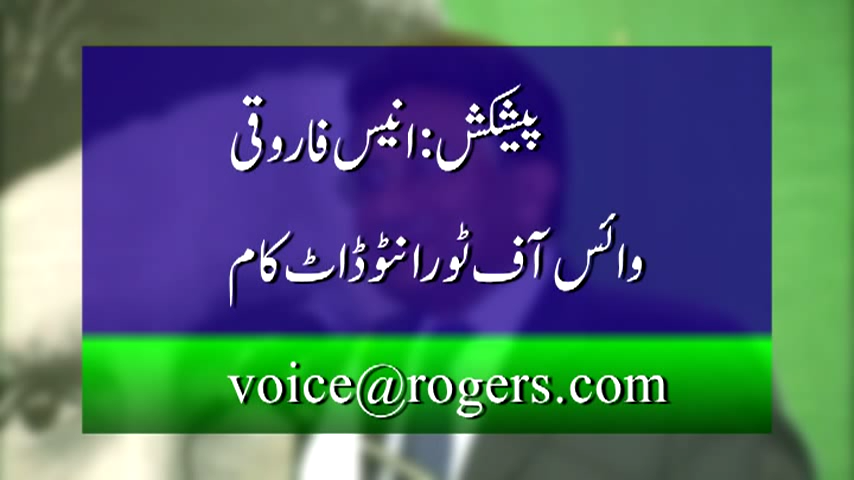 پیشکش: انیس فاروقی
وائس آف ٹورانٹو ڈاٹ کام
voice@rogers.com